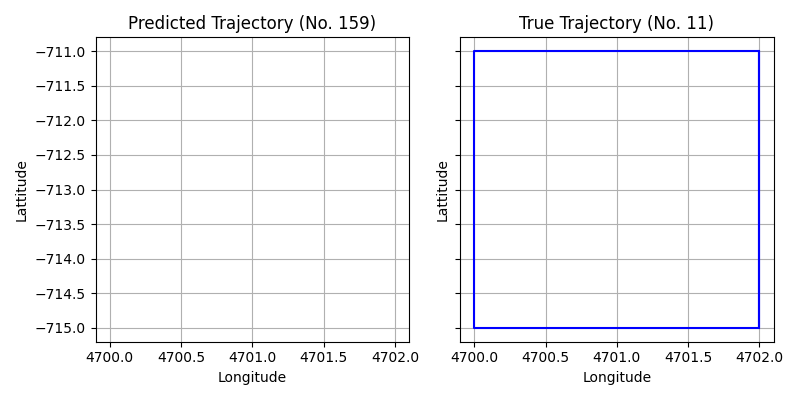 Predicted Trajectory (No. 159)
True Trajectory (No. 11)
−711.0
−711.5
−712.0
−712.5
−713.0
−713.5
−714.0
−714.5
−715.0
Lattitude
Lattitude
4700.0 4700.5 4701.0 4701.5 4702.0
4700.0 4700.5 4701.0 4701.5 4702.0
Longitude
Longitude